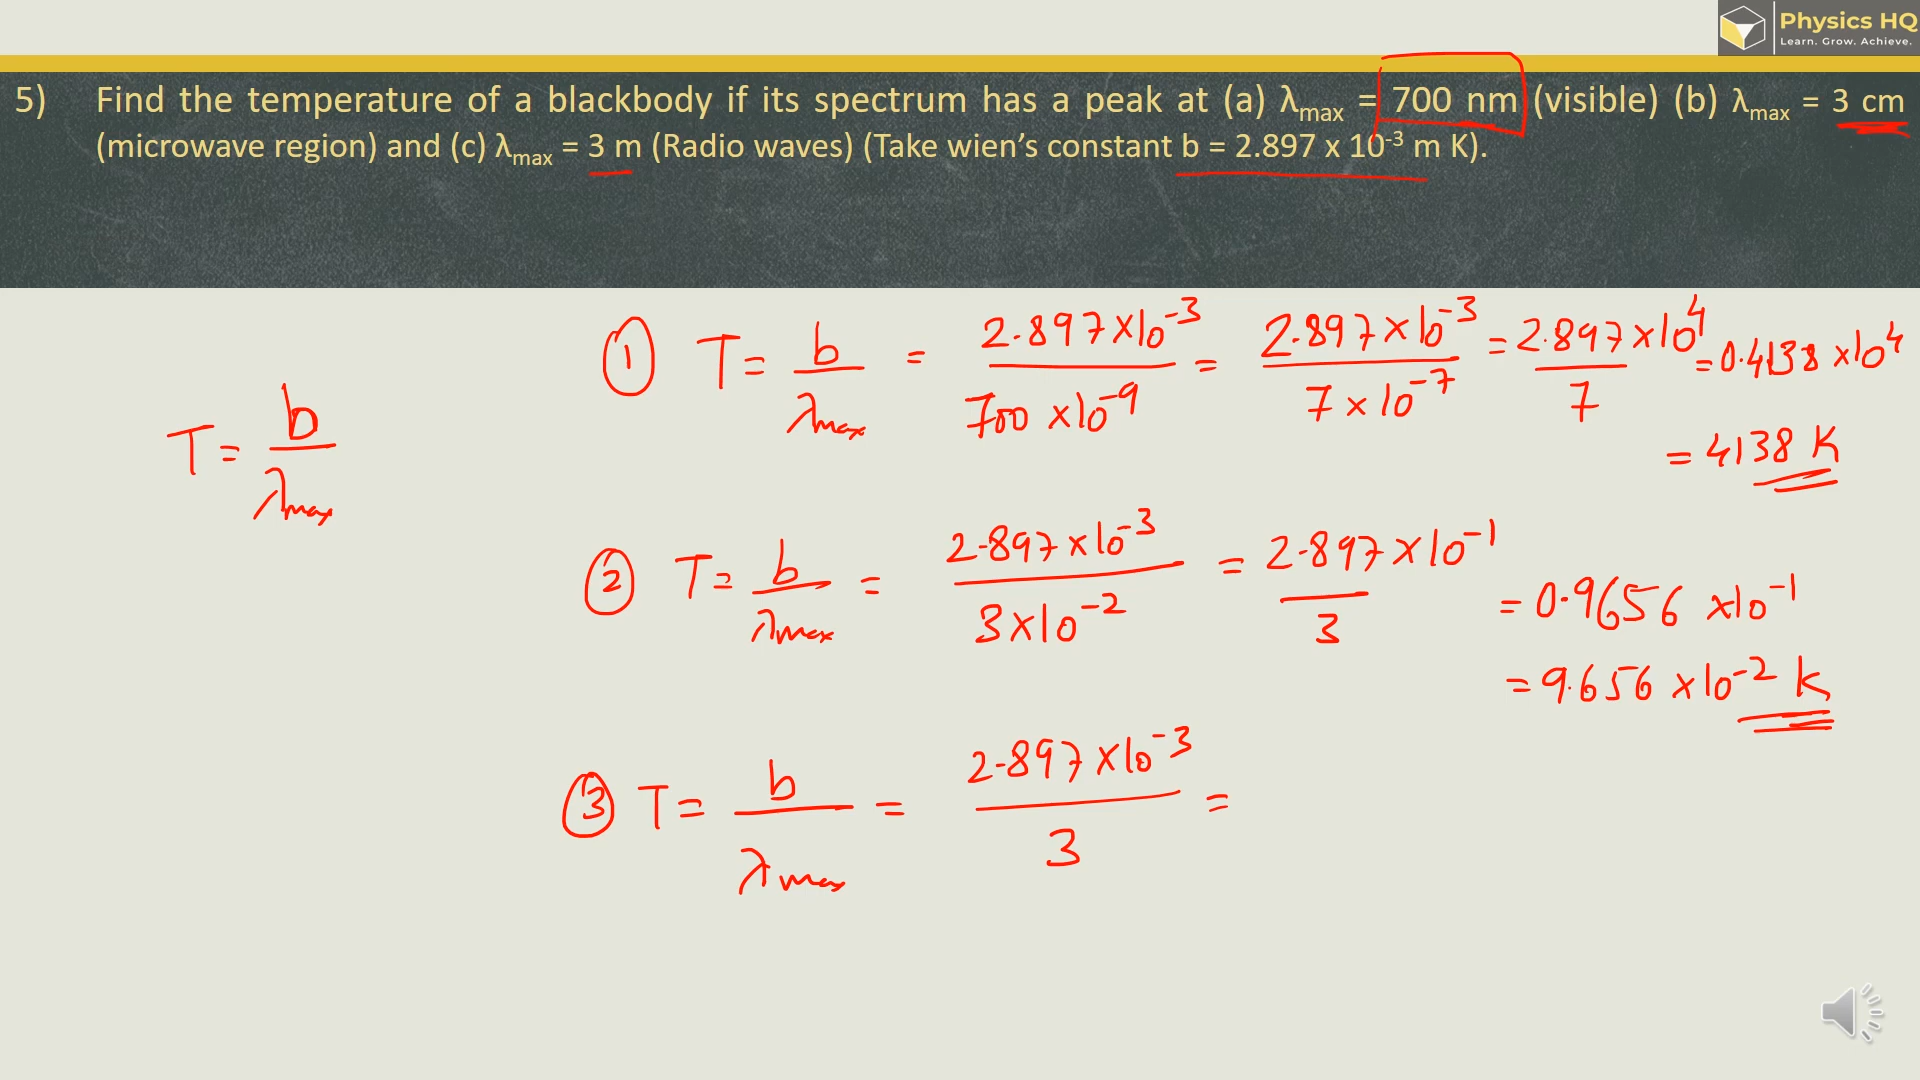 Physics HQ
Learn. Grow. Achieve.
5) Find the temperature of a blackbody if its spectrum has a peak at (a) λmax = 700 nm (visible) (b) λmax = 3 cm
(microwave region) and (c) λmax = 3 m (Radio waves) (Take wien’s constant b = 2.897 x 10⁻³ m K).
T = b / λmax
① T = b / λmax = 2.897 × 10⁻³ / 700 × 10⁻⁹ = 2.897 × 10⁻³ / 7 × 10⁻⁷ = 2.897 × 10⁴ / 7 = 0.4138 × 10⁴
= 4138 K
② T = b / λmax = 2.897 × 10⁻³ / 3 × 10⁻² = 2.897 × 10⁻¹ / 3
= 0.9656 × 10⁻¹
= 9.656 × 10⁻² K
③ T = b / λmax = 2.897 × 10⁻³ / 3 =